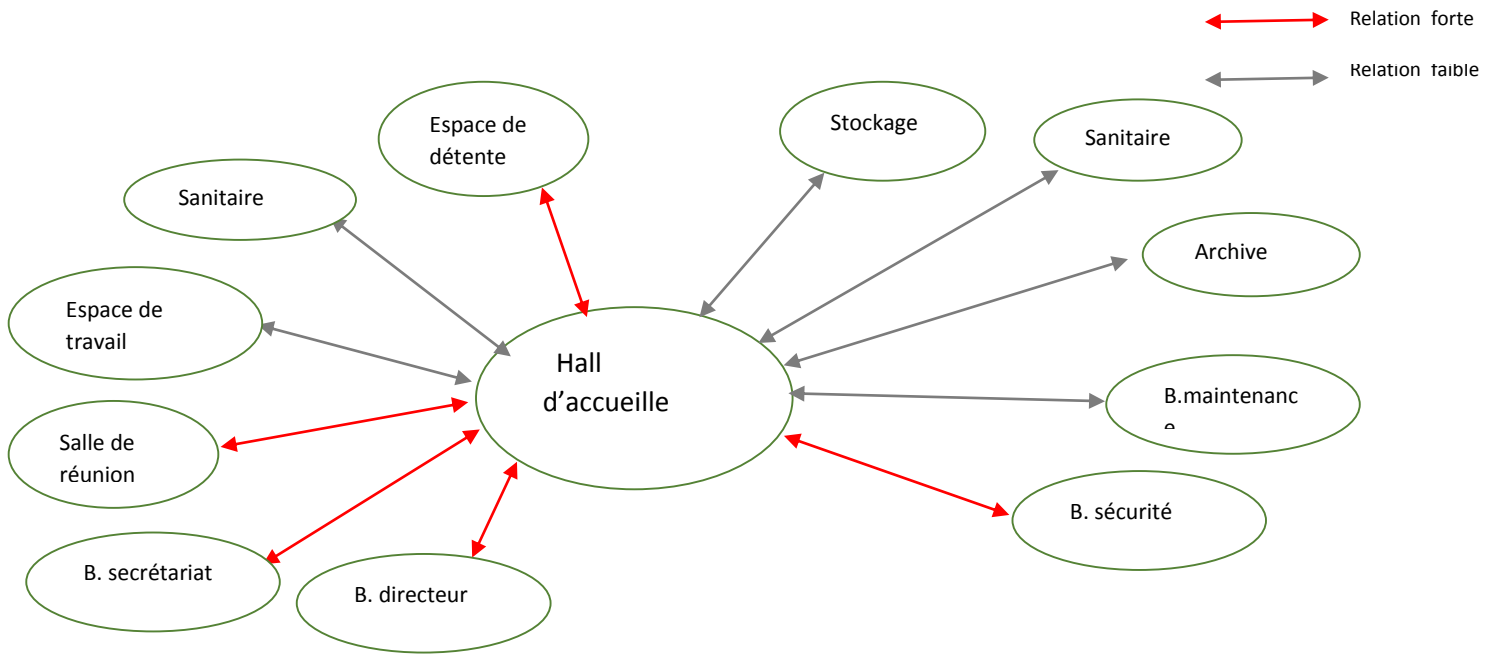 Relation forte
Relation faible
Espace de
détente
Stockage
Sanitaire
Sanitaire
Archive
Espace de
travail
Hall
d’accueille
B.maintenanc
e
Salle de
réunion
B. sécurité
B. secrétariat
B. directeur